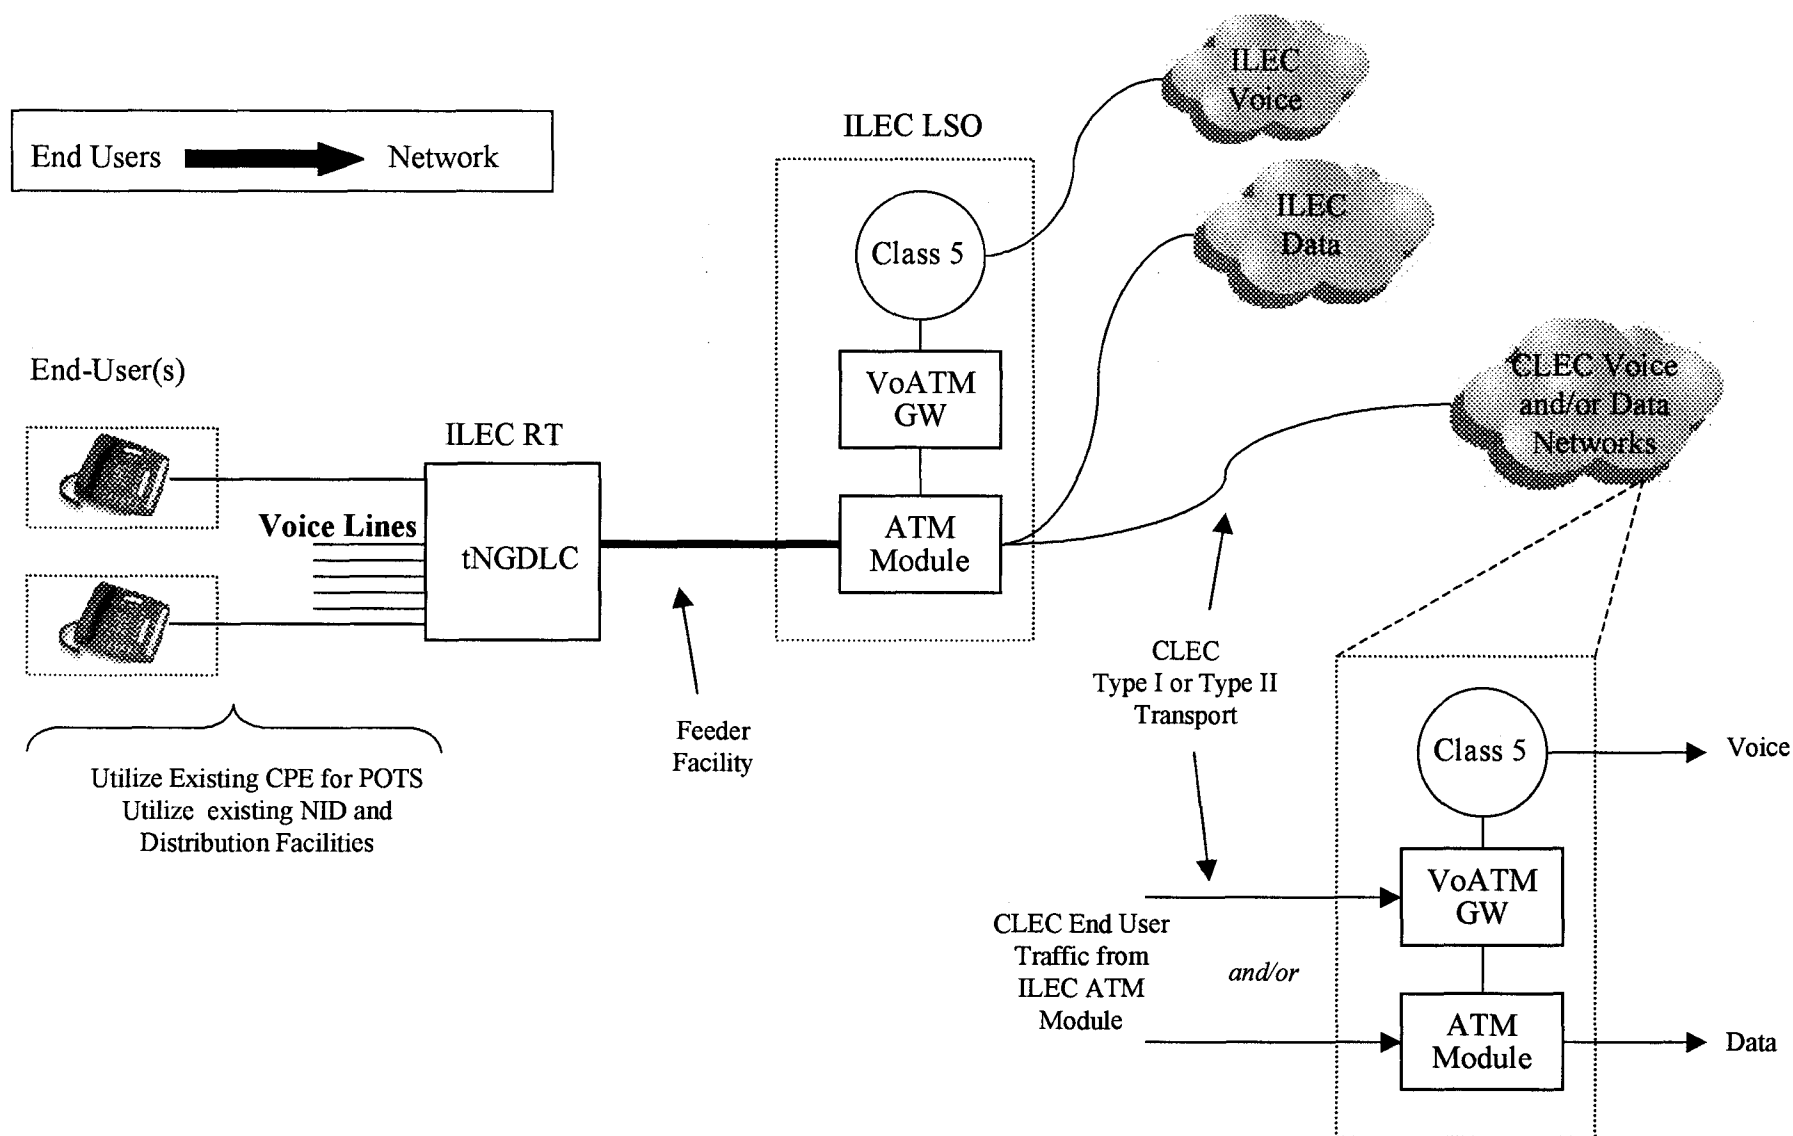 ILEC
Voice
ILEC LSO
End Users
Network
ILEC
Data
Class 5
End-User(s)
VoATM
GW
CLEC Voice
and/or Data
Networks
ILEC RT
Voice Lines
tNGDLC
ATM
Module
CLEC
Type I or Type II
Transport
Feeder
Facility
Utilize Existing CPE for POTS
Utilize existing NID and
Distribution Facilities
Class 5
Voice
VoATM
GW
CLEC End User
Traffic from
ILEC ATM
Module
and/or
ATM
Module
Data